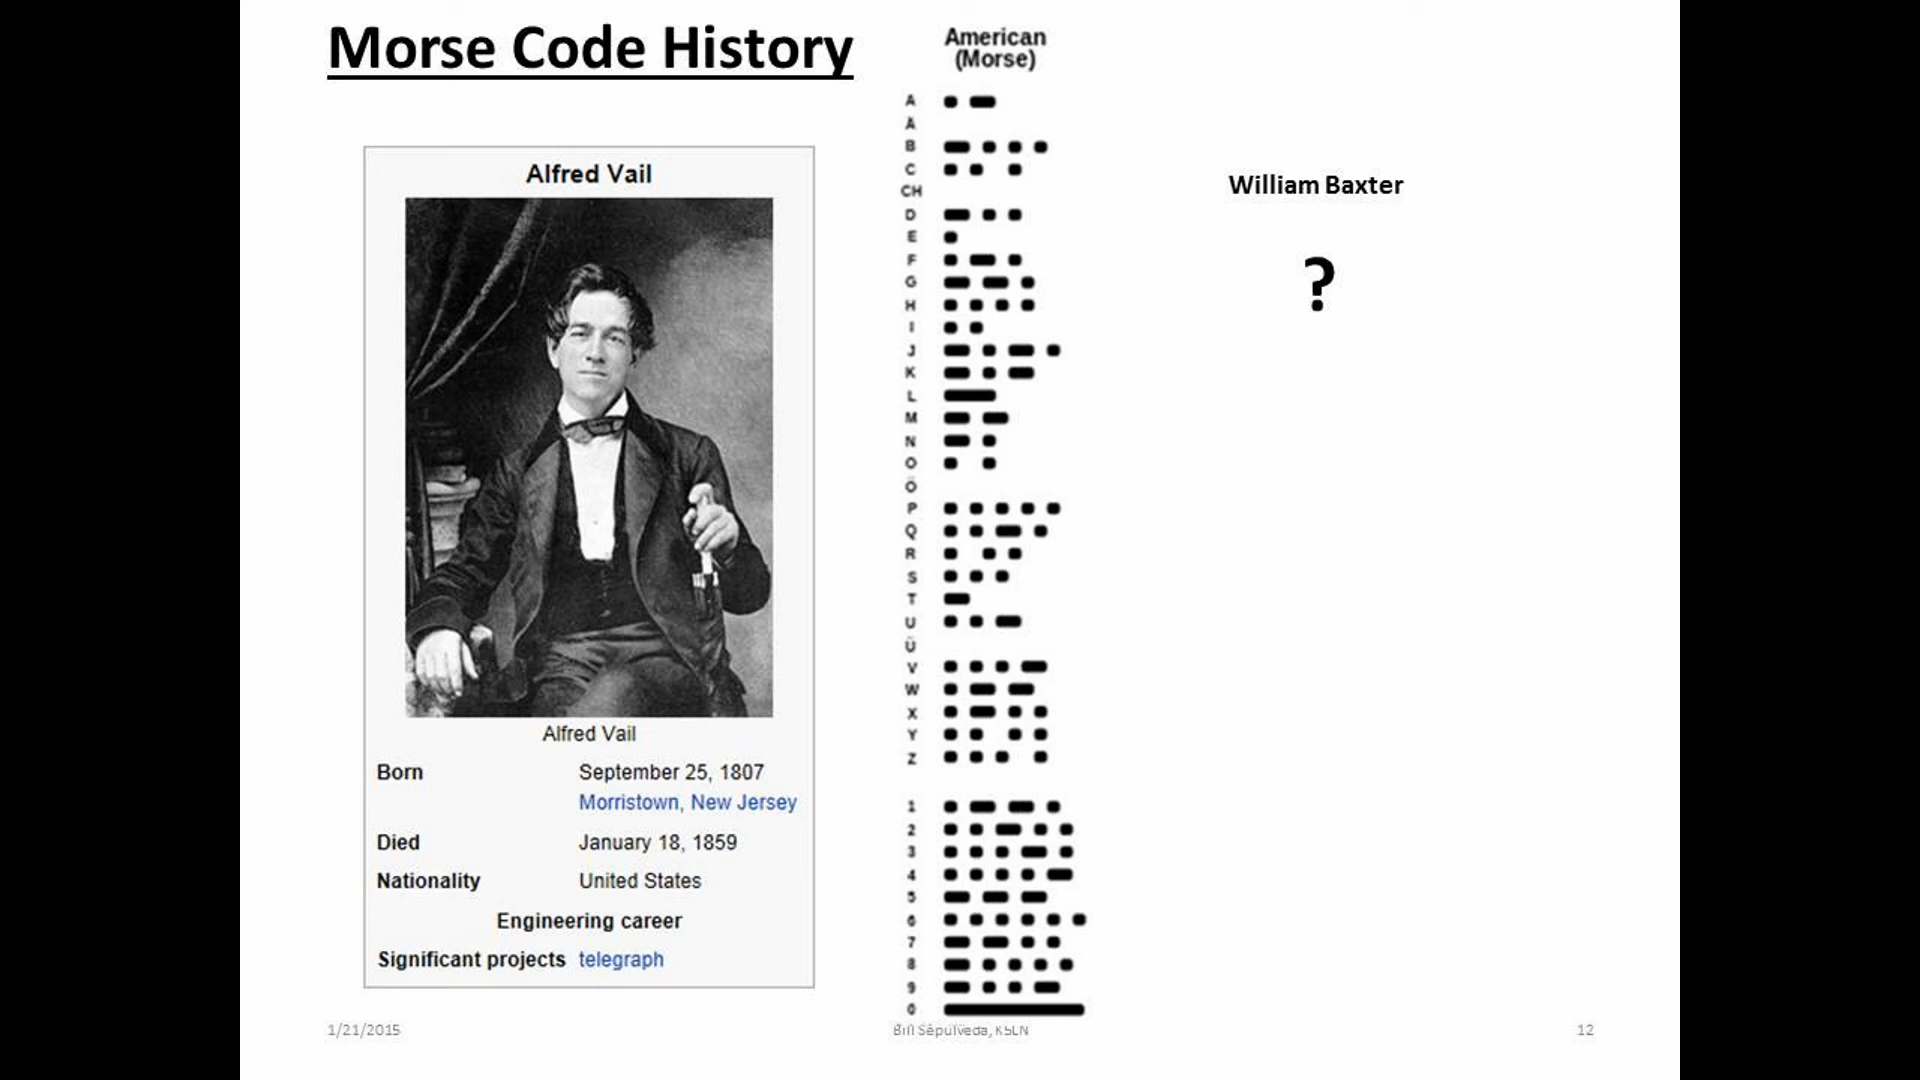 Morse Code History
Alfred Vail
Alfred Vail
Born September 25, 1807
Morristown, New Jersey
Died January 18, 1859
Nationality United States
Engineering career
Significant projects telegraph
American
(Morse)
A
Ä
B
C
CH
D
E
F
G
H
I
J
K
L
M
N
O
Ö
P
Q
R
S
T
U
Ü
V
W
X
Y
Z
1
2
3
4
5
6
7
8
9
0
William Baxter
?
1/21/2015
Bill Sepulveda, K5LN
12